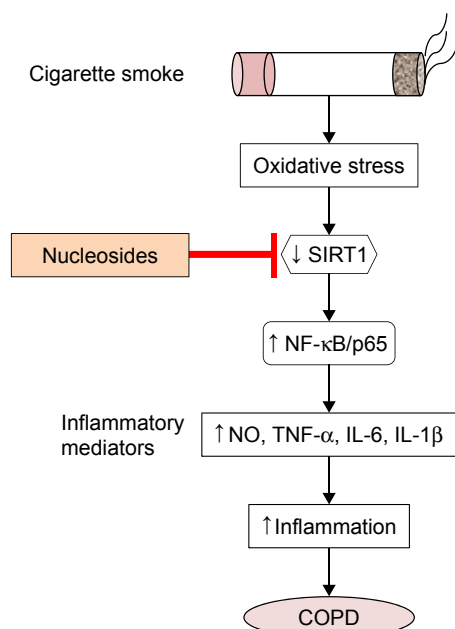 Cigarette smoke
Oxidative stress
Nucleosides
↓ SIRT1
↑ NF-κB/p65
Inflammatory
mediators
↑NO, TNF-α, IL-6, IL-1β
↑Inflammation
COPD